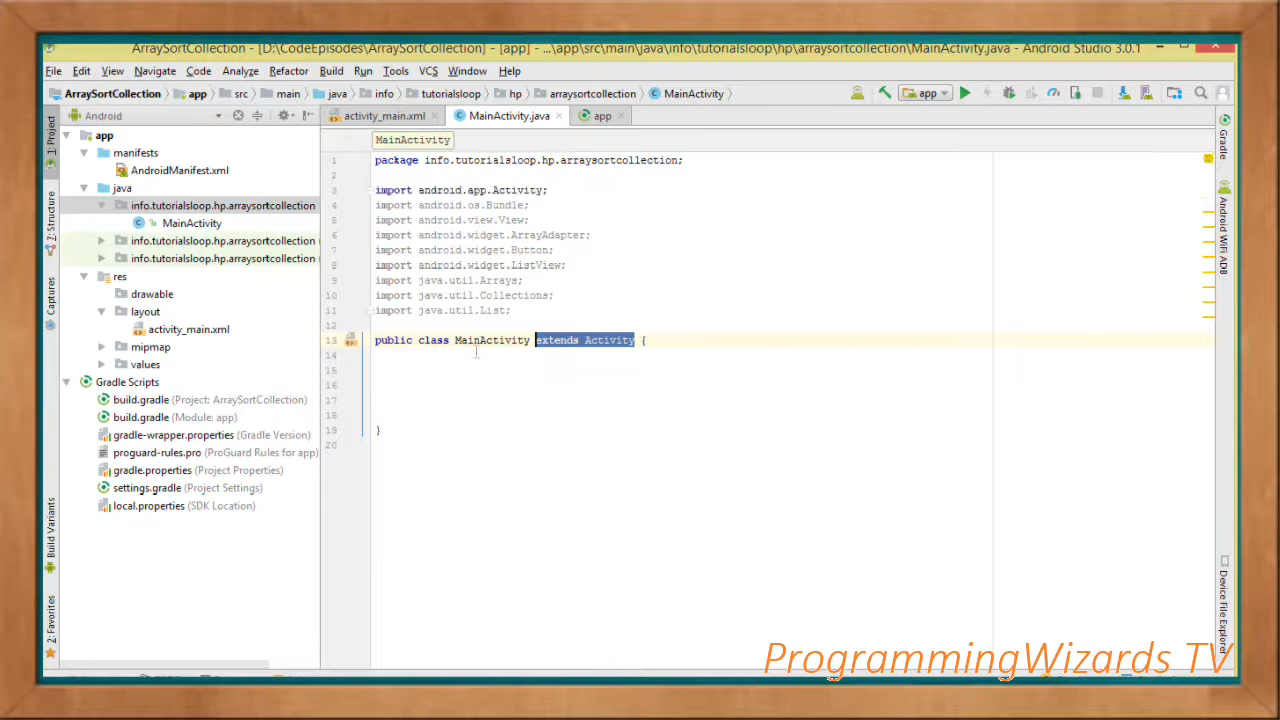 ArraySortCollection - [D:\CodeEpisodes\ArraySortCollection] - [app] - ...\app\src\main\java\info\tutorialsloop\hp\arraysortcollection\MainActivity.java - Android Studio 3.0.1
File Edit View Navigate Code Analyze Refactor Build Run Tools VCS Window Help
ArraySortCollection app src main java info tutorialsloop hp arraysortcollection MainActivity app
Android
activity_main.xml MainActivity.java app
MainActivity
1: Project
7: Structure
Captures
Build Variants
2: Favorites
app
manifests
AndroidManifest.xml
java
info.tutorialsloop.hp.arraysortcollection
MainActivity
info.tutorialsloop.hp.arraysortcollection
info.tutorialsloop.hp.arraysortcollection
res
drawable
layout
activity_main.xml
mipmap
values
Gradle Scripts
build.gradle (Project: ArraySortCollection)
build.gradle (Module: app)
gradle-wrapper.properties (Gradle Version)
proguard-rules.pro (ProGuard Rules for app)
gradle.properties (Project Properties)
settings.gradle (Project Settings)
local.properties (SDK Location)
1 package info.tutorialsloop.hp.arraysortcollection;
2
3 import android.app.Activity;
4 import android.os.Bundle;
5 import android.view.View;
6 import android.widget.ArrayAdapter;
7 import android.widget.Button;
8 import android.widget.ListView;
9 import java.util.Arrays;
10 import java.util.Collections;
11 import java.util.List;
12
13 public class MainActivity extends Activity {
14
15
16
17
18
19 }
20
Gradle
Android WiFi ADB
Device File Explorer
ProgrammingWizards TV